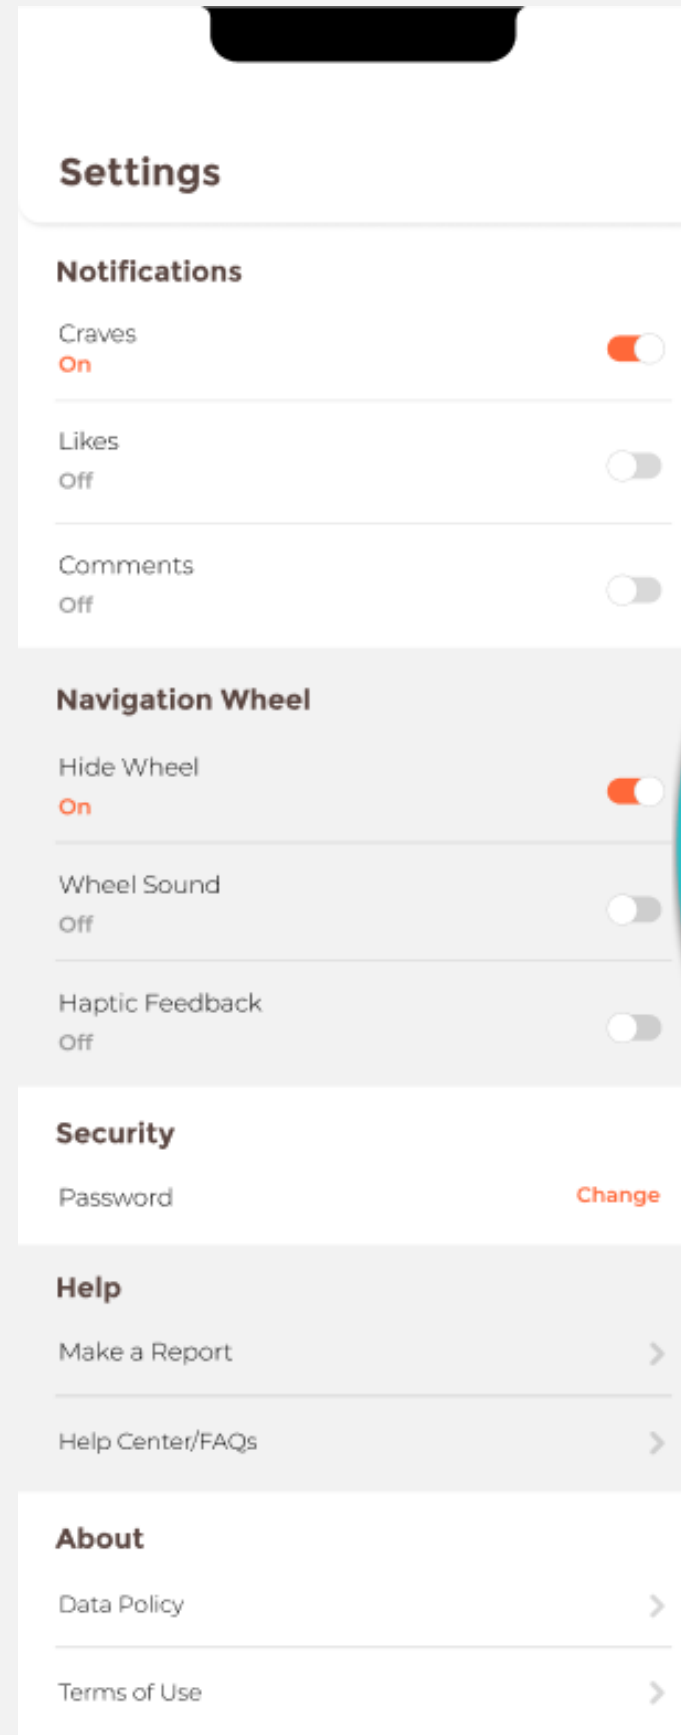 Settings
Notifications
Craves
On
Likes
Off
Comments
Off
Navigation Wheel
Hide Wheel
On
Wheel Sound
Off
Haptic Feedback
Off
Security
Password Change
Help
Make a Report
Help Center/FAQs
About
Data Policy
Terms of Use